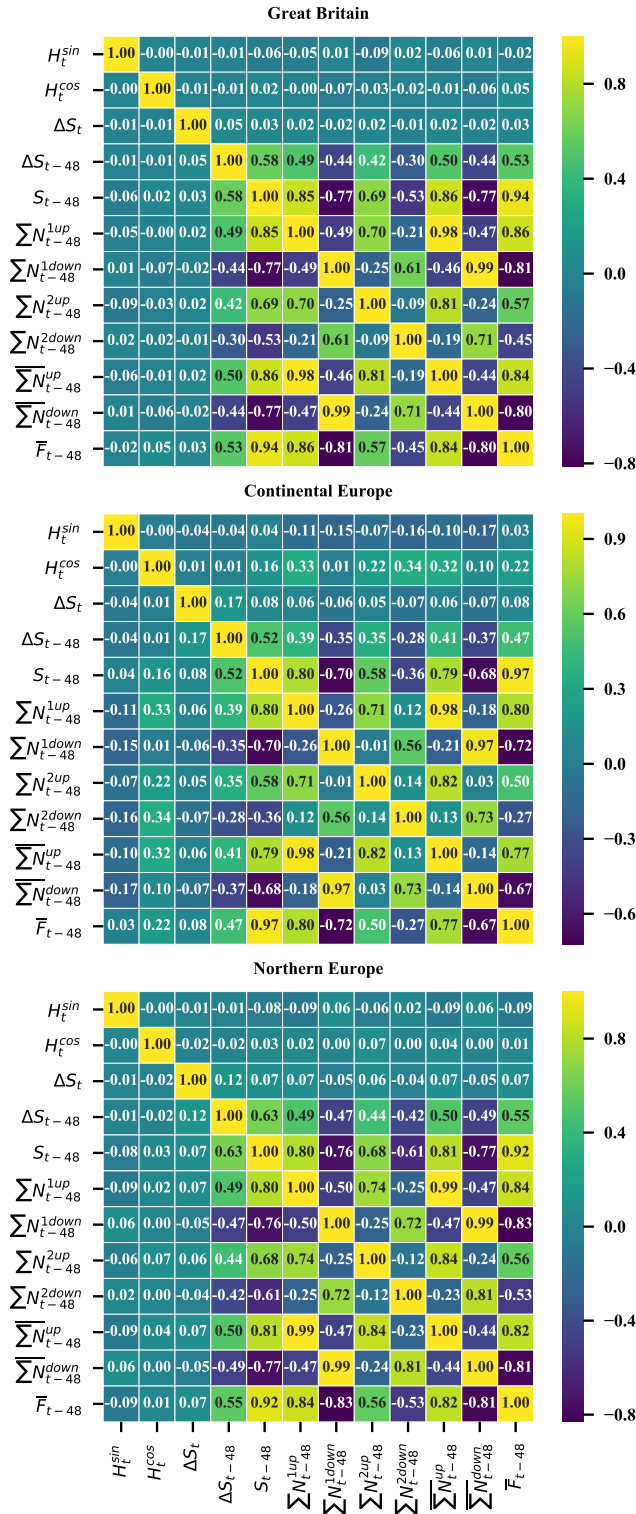 Great Britain
H_t^{sin} 1.00 -0.00 -0.01 -0.01 -0.06 -0.05 0.01 -0.09 0.02 -0.06 0.01 -0.02
H_t^{cos} -0.00 1.00 -0.01 -0.01 0.02 -0.00 -0.07 -0.03 -0.02 -0.01 -0.06 0.05
ΔS_t -0.01 -0.01 1.00 0.05 0.03 0.02 -0.02 0.02 -0.01 0.02 -0.02 0.03
ΔS_{t-48} -0.01 -0.01 0.05 1.00 0.58 0.49 -0.44 0.42 -0.30 0.50 -0.44 0.53
S_{t-48} -0.06 0.02 0.03 0.58 1.00 0.85 -0.77 0.69 -0.53 0.86 -0.77 0.94
∑N_{t-48}^{1up} -0.05 -0.00 0.02 0.49 0.85 1.00 -0.49 0.70 -0.21 0.98 -0.47 0.86
∑N_{t-48}^{1down} 0.01 -0.07 -0.02 -0.44 -0.77 -0.49 1.00 -0.25 0.61 -0.46 0.99 -0.81
∑N_{t-48}^{2up} -0.09 -0.03 0.02 0.42 0.69 0.70 -0.25 1.00 -0.09 0.81 -0.24 0.57
∑N_{t-48}^{2down} 0.02 -0.02 -0.01 -0.30 -0.53 -0.21 0.61 -0.09 1.00 -0.19 0.71 -0.45
\overline{∑N}_{t-48}^{up} -0.06 -0.01 0.02 0.50 0.86 0.98 -0.46 0.81 -0.19 1.00 -0.44 0.84
\overline{∑N}_{t-48}^{down} 0.01 -0.06 -0.02 -0.44 -0.77 -0.47 0.99 -0.24 0.71 -0.44 1.00 -0.80
\overline{F}_{t-48} -0.02 0.05 0.03 0.53 0.94 0.86 -0.81 0.57 -0.45 0.84 -0.80 1.00
0.8
0.4
0.0
−0.4
−0.8
Continental Europe
H_t^{sin} 1.00 -0.00 -0.04 -0.04 0.04 -0.11 -0.15 -0.07 -0.16 -0.10 -0.17 0.03
H_t^{cos} -0.00 1.00 0.01 0.01 0.16 0.33 0.01 0.22 0.34 0.32 0.10 0.22
ΔS_t -0.04 0.01 1.00 0.17 0.08 0.06 -0.06 0.05 -0.07 0.06 -0.07 0.08
ΔS_{t-48} -0.04 0.01 0.17 1.00 0.52 0.39 -0.35 0.35 -0.28 0.41 -0.37 0.47
S_{t-48} 0.04 0.16 0.08 0.52 1.00 0.80 -0.70 0.58 -0.36 0.79 -0.68 0.97
∑N_{t-48}^{1up} -0.11 0.33 0.06 0.39 0.80 1.00 -0.26 0.71 0.12 0.98 -0.18 0.80
∑N_{t-48}^{1down} -0.15 0.01 -0.06 -0.35 -0.70 -0.26 1.00 -0.01 0.56 -0.21 0.97 -0.72
∑N_{t-48}^{2up} -0.07 0.22 0.05 0.35 0.58 0.71 -0.01 1.00 0.14 0.82 0.03 0.50
∑N_{t-48}^{2down} -0.16 0.34 -0.07 -0.28 -0.36 0.12 0.56 0.14 1.00 0.13 0.73 -0.27
\overline{∑N}_{t-48}^{up} -0.10 0.32 0.06 0.41 0.79 0.98 -0.21 0.82 0.13 1.00 -0.14 0.77
\overline{∑N}_{t-48}^{down} -0.17 0.10 -0.07 -0.37 -0.68 -0.18 0.97 0.03 0.73 -0.14 1.00 -0.67
\overline{F}_{t-48} 0.03 0.22 0.08 0.47 0.97 0.80 -0.72 0.50 -0.27 0.77 -0.67 1.00
0.9
0.6
0.3
0.0
−0.3
−0.6
Northern Europe
H_t^{sin} 1.00 -0.00 -0.01 -0.01 -0.08 -0.09 0.06 -0.06 0.02 -0.09 0.06 -0.09
H_t^{cos} -0.00 1.00 -0.02 -0.02 0.03 0.02 0.00 0.07 0.00 0.04 0.00 0.01
ΔS_t -0.01 -0.02 1.00 0.12 0.07 0.07 -0.05 0.06 -0.04 0.07 -0.05 0.07
ΔS_{t-48} -0.01 -0.02 0.12 1.00 0.63 0.49 -0.47 0.44 -0.42 0.50 -0.49 0.55
S_{t-48} -0.08 0.03 0.07 0.63 1.00 0.80 -0.76 0.68 -0.61 0.81 -0.77 0.92
∑N_{t-48}^{1up} -0.09 0.02 0.07 0.49 0.80 1.00 -0.50 0.74 -0.25 0.99 -0.47 0.84
∑N_{t-48}^{1down} 0.06 0.00 -0.05 -0.47 -0.76 -0.50 1.00 -0.25 0.72 -0.47 0.99 -0.83
∑N_{t-48}^{2up} -0.06 0.07 0.06 0.44 0.68 0.74 -0.25 1.00 -0.12 0.84 -0.24 0.56
∑N_{t-48}^{2down} 0.02 0.00 -0.04 -0.42 -0.61 -0.25 0.72 -0.12 1.00 -0.23 0.81 -0.53
\overline{∑N}_{t-48}^{up} -0.09 0.04 0.07 0.50 0.81 0.99 -0.47 0.84 -0.23 1.00 -0.44 0.82
\overline{∑N}_{t-48}^{down} 0.06 0.00 -0.05 -0.49 -0.77 -0.47 0.99 -0.24 0.81 -0.44 1.00 -0.81
\overline{F}_{t-48} -0.09 0.01 0.07 0.55 0.92 0.84 -0.83 0.56 -0.53 0.82 -0.81 1.00
0.8
0.4
0.0
−0.4
−0.8
H_t^{sin} H_t^{cos} ΔS_t ΔS_{t-48} S_{t-48} ∑N_{t-48}^{1up} ∑N_{t-48}^{1down} ∑N_{t-48}^{2up} ∑N_{t-48}^{2down} \overline{∑N}_{t-48}^{up} \overline{∑N}_{t-48}^{down} \overline{F}_{t-48}